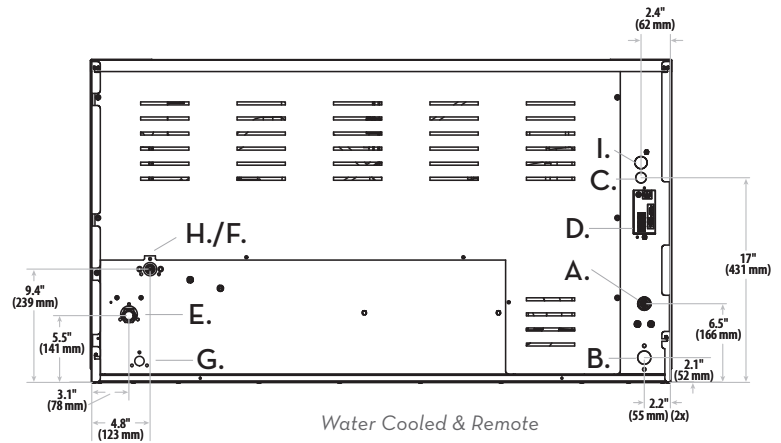 2.4"
(62 mm)
I.
C.
D.
H./F.
17"
(431 mm)
A.
9.4"
(239 mm)
E.
6.5"
(166 mm)
5.5"
(141 mm)
G.
B.
2.1"
(52 mm)
3.1"
(78 mm)
2.2"
(55 mm) (2x)
4.8"
(123 mm)
Water Cooled & Remote